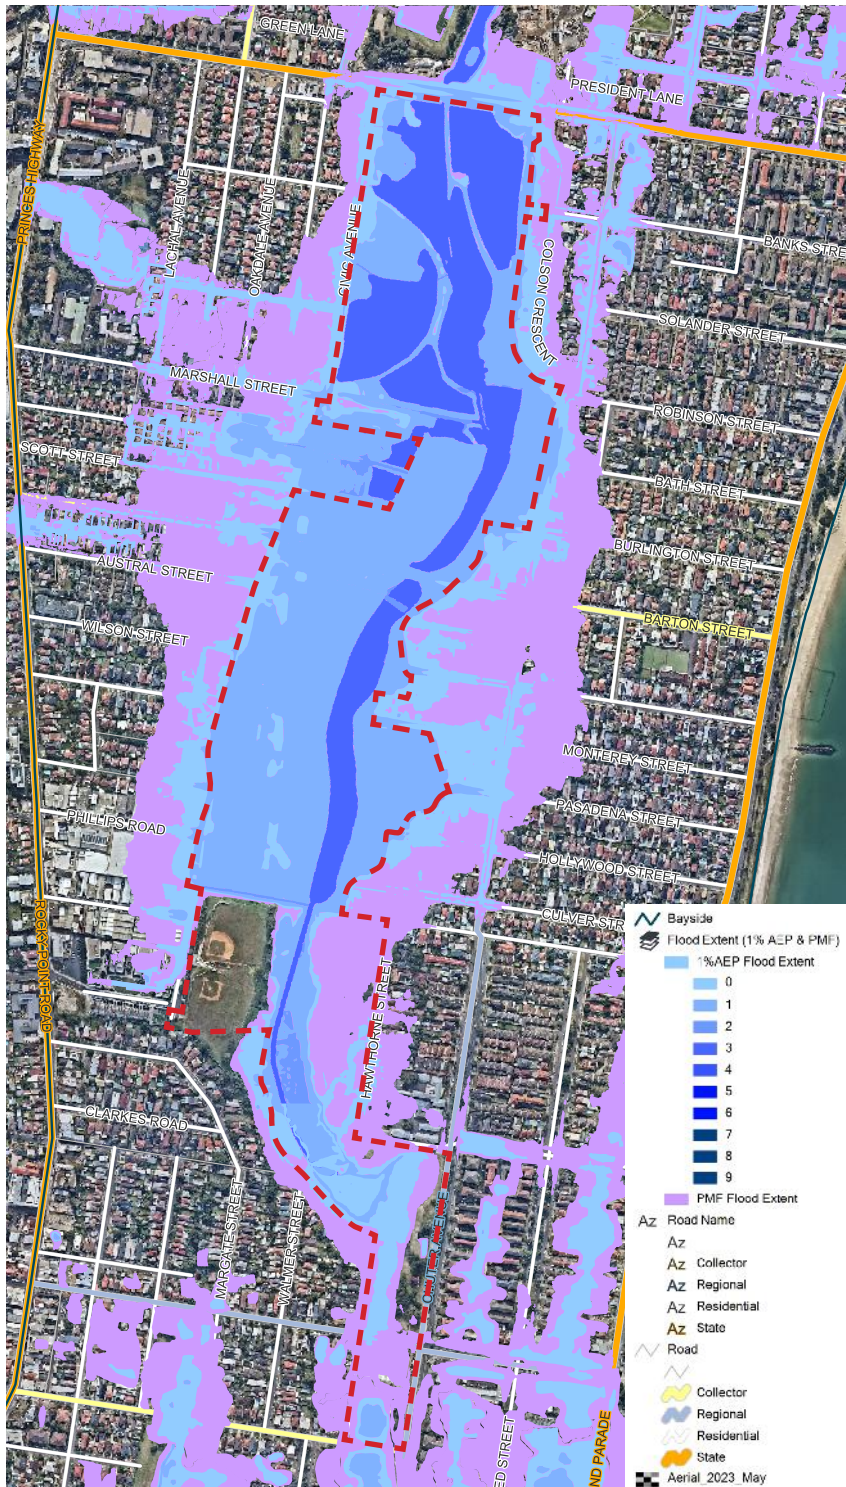 GREEN LANE
PRESIDENT LANE
PRINCES HIGHWAY
LACHAL AVENUE
OAKDALE AVENUE
CIVIC AVENUE
COLSON CRESCENT
BANKS STRE
SOLANDER STREET
MARSHALL STREET
ROBINSON STREET
SCOTT STREET
BATH STREET
BURLINGTON STREET
AUSTRAL STREET
BARTON STREET
WILSON STREET
MONTEREY STREET
PASADENA STREET
PHILLIPS ROAD
HOLLYWOOD STREET
CULVER STR
ROCKY POINT ROAD
HAWTHORNE STREET
CLARKES ROAD
MARGATE STREET
WALMER STREET
ED STREET
ND PARADE
Bayside
Flood Extent (1% AEP & PMF)
1%AEP Flood Extent
0
1
2
3
4
5
6
7
8
9
PMF Flood Extent
Az Road Name
Az
Az Collector
Az Regional
Az Residential
Az State
Road
Collector
Regional
Residential
State
Aerial_2023_May